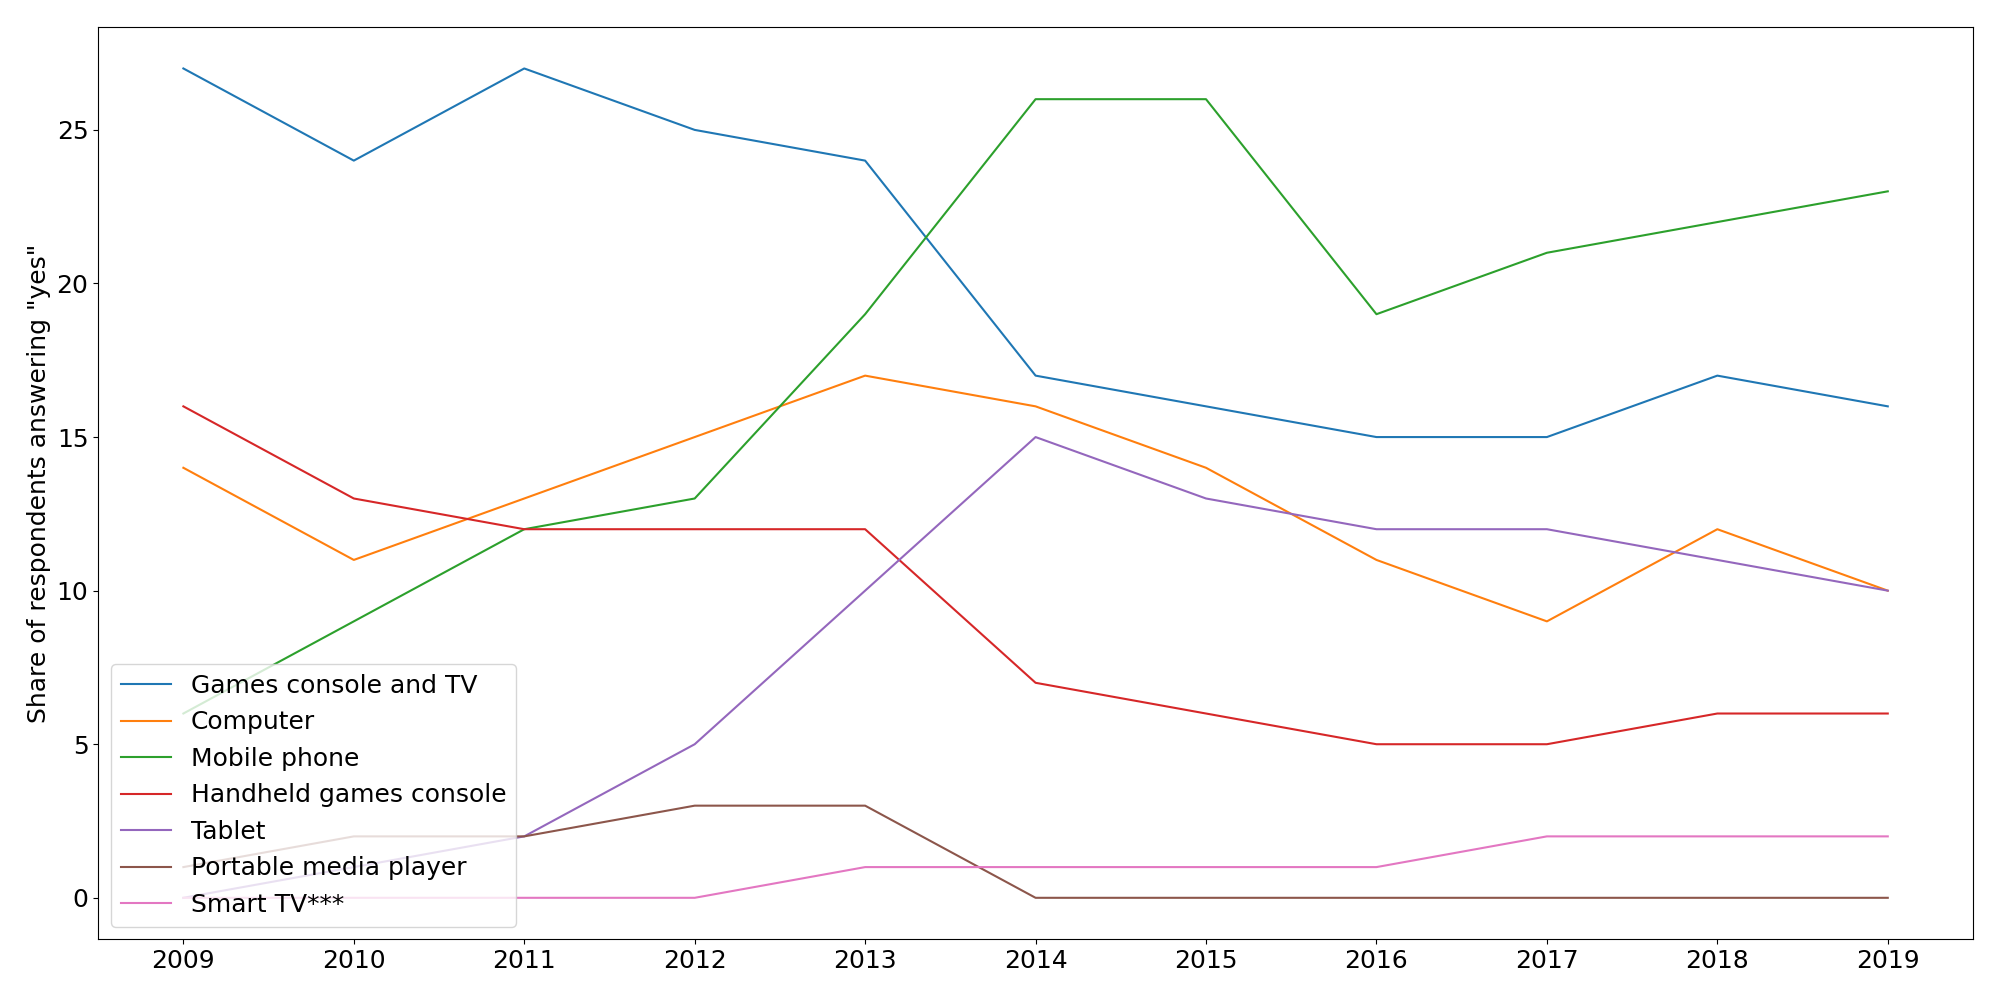 Share of respondents answering "yes"
25
20
15
10
5
0
Games console and TV
Computer
Mobile phone
Handheld games console
Tablet
Portable media player
Smart TV***
2009 2010 2011 2012 2013 2014 2015 2016 2017 2018 2019